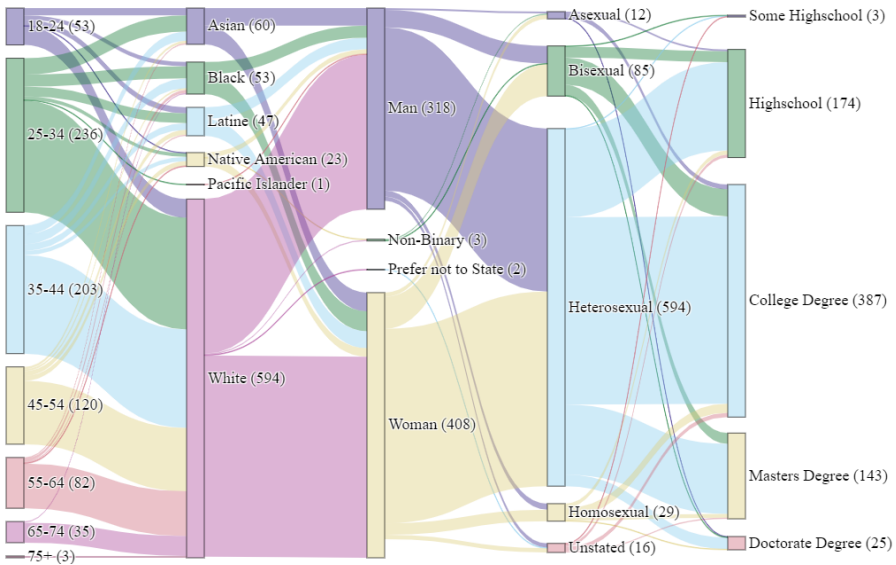 18-24 (53)
25-34 (236)
35-44 (203)
45-54 (120)
55-64 (82)
65-74 (35)
75+ (3)
Asian (60)
Black (53)
Latine (47)
Native American (23)
Pacific Islander (1)
White (594)
Man (318)
Non-Binary (3)
Prefer not to State (2)
Woman (408)
Asexual (12)
Bisexual (85)
Heterosexual (594)
Homosexual (29)
Unstated (16)
Some Highschool (3)
Highschool (174)
College Degree (387)
Masters Degree (143)
Doctorate Degree (25)